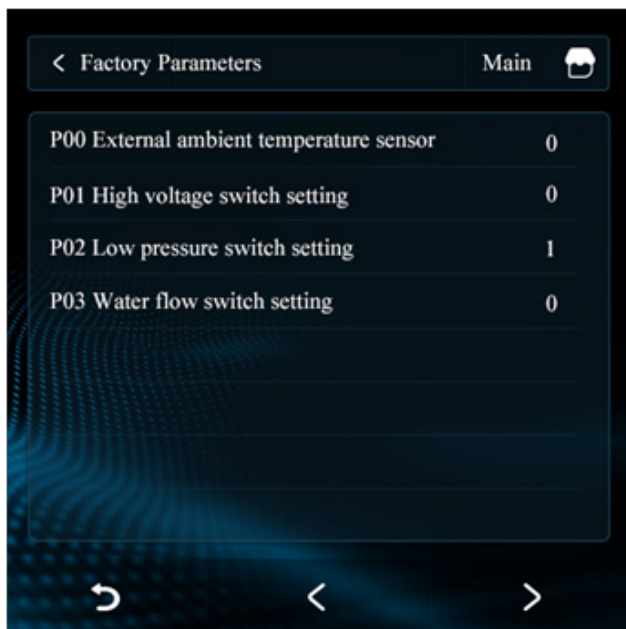 Factory Parameters Main
P00 External ambient temperature sensor 0
P01 High voltage switch setting 0
P02 Low pressure switch setting 1
P03 Water flow switch setting 0